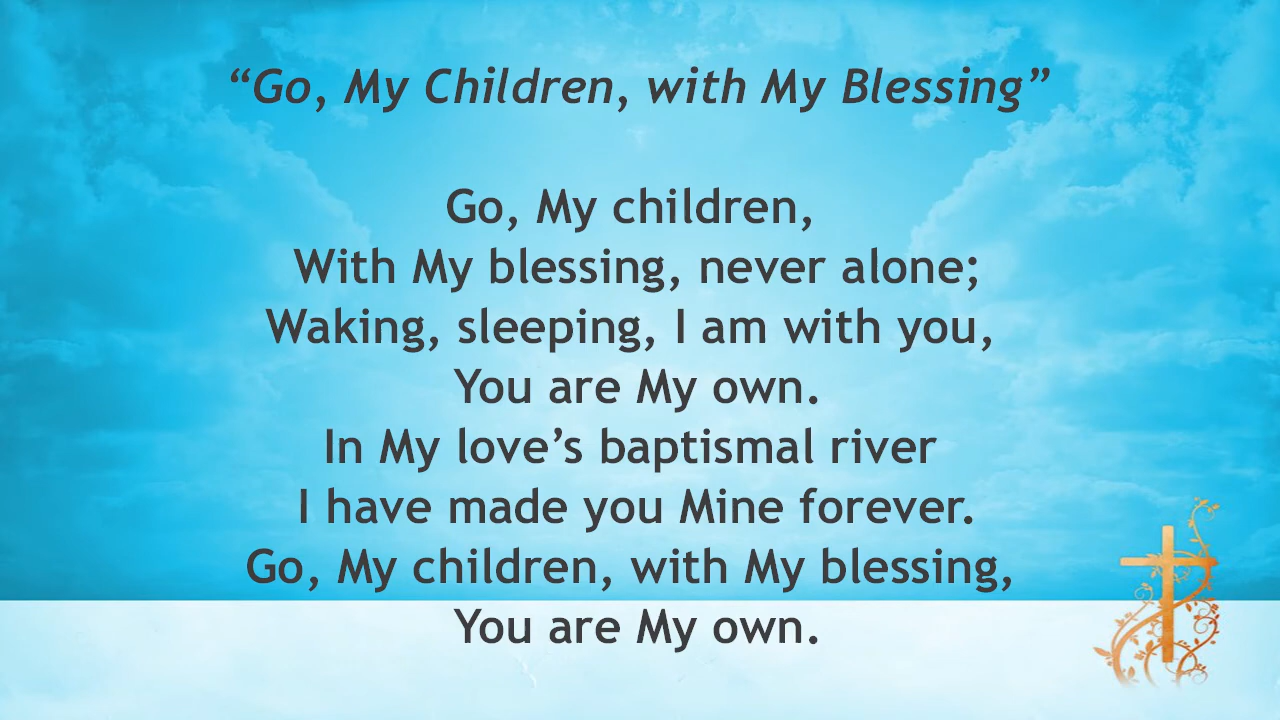 “Go, My Children, with My Blessing”
Go, My children,
With My blessing, never alone;
Waking, sleeping, I am with you,
You are My own.
In My love’s baptismal river
I have made you Mine forever.
Go, My children, with My blessing,
You are My own.